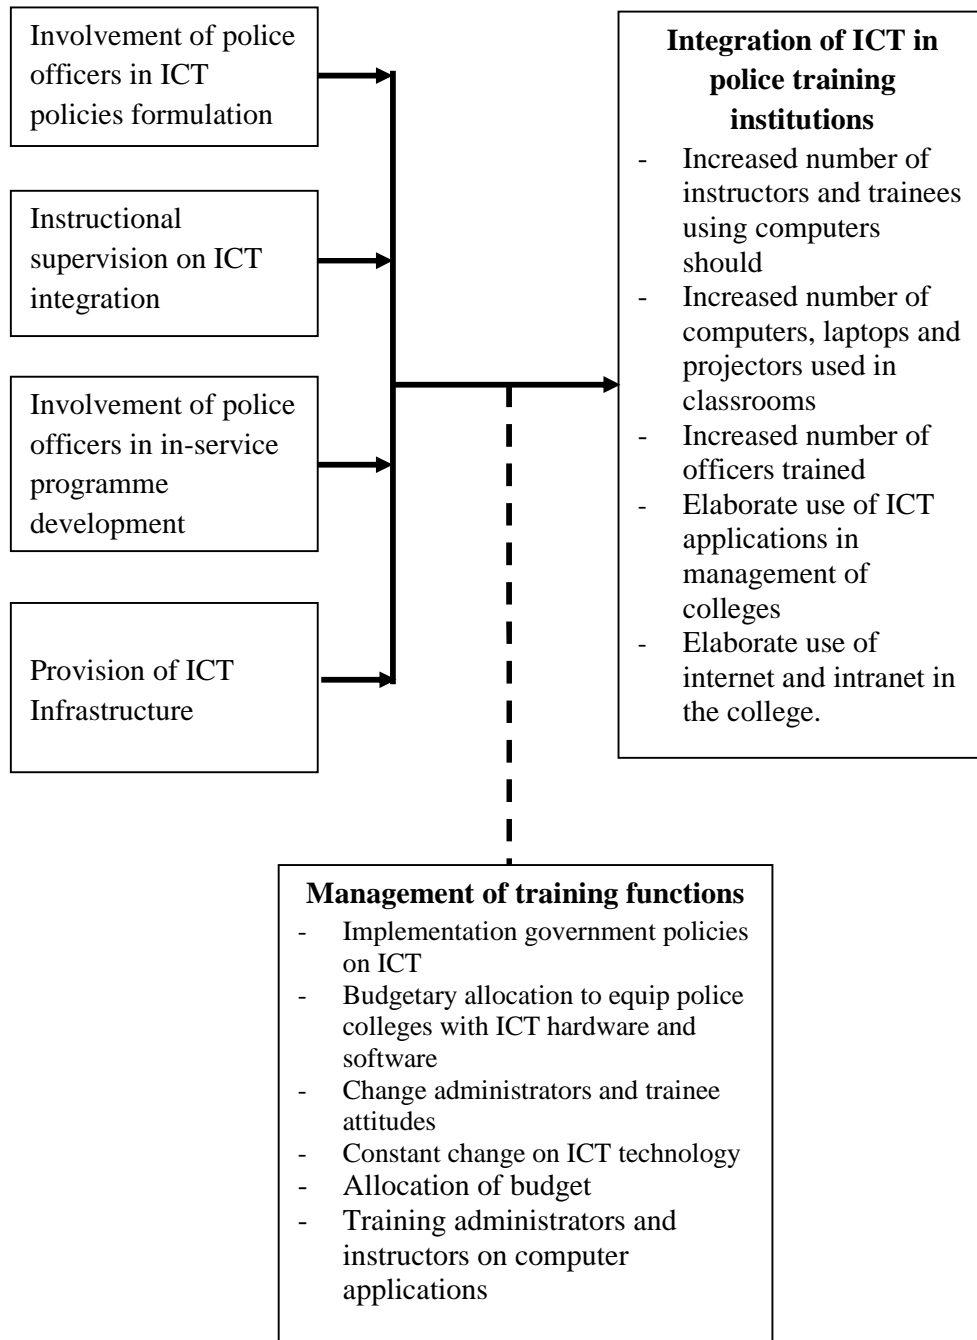 Involvement of police
officers in ICT
policies formulation
Instructional
supervision on ICT
integration
Involvement of police
officers in in-service
programme
development
Provision of ICT
Infrastructure
Integration of ICT in
police training
institutions
- Increased number of
instructors and trainees
using computers
should
- Increased number of
computers, laptops and
projectors used in
classrooms
- Increased number of
officers trained
- Elaborate use of ICT
applications in
management of
colleges
- Elaborate use of
internet and intranet in
the college.
Management of training functions
- Implementation government policies
on ICT
- Budgetary allocation to equip police
colleges with ICT hardware and
software
- Change administrators and trainee
attitudes
- Constant change on ICT technology
- Allocation of budget
- Training administrators and
instructors on computer
applications